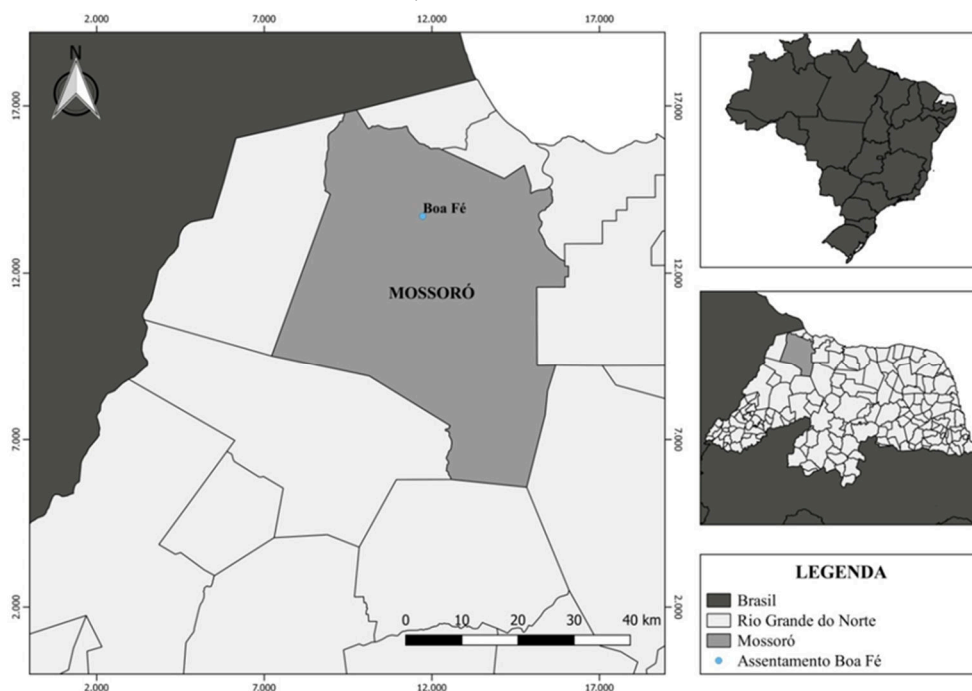 2.000 7.000 12.000 17.000
N
17.000 17.000
Boa Fé
12.000 12.000
MOSSORÓ
7.000 7.000
2.000 2.000
0 10 20 30 40 km
2.000 7.000 12.000 17.000
LEGENDA
Brasil
Rio Grande do Norte
Mossoró
Assentamento Boa Fé